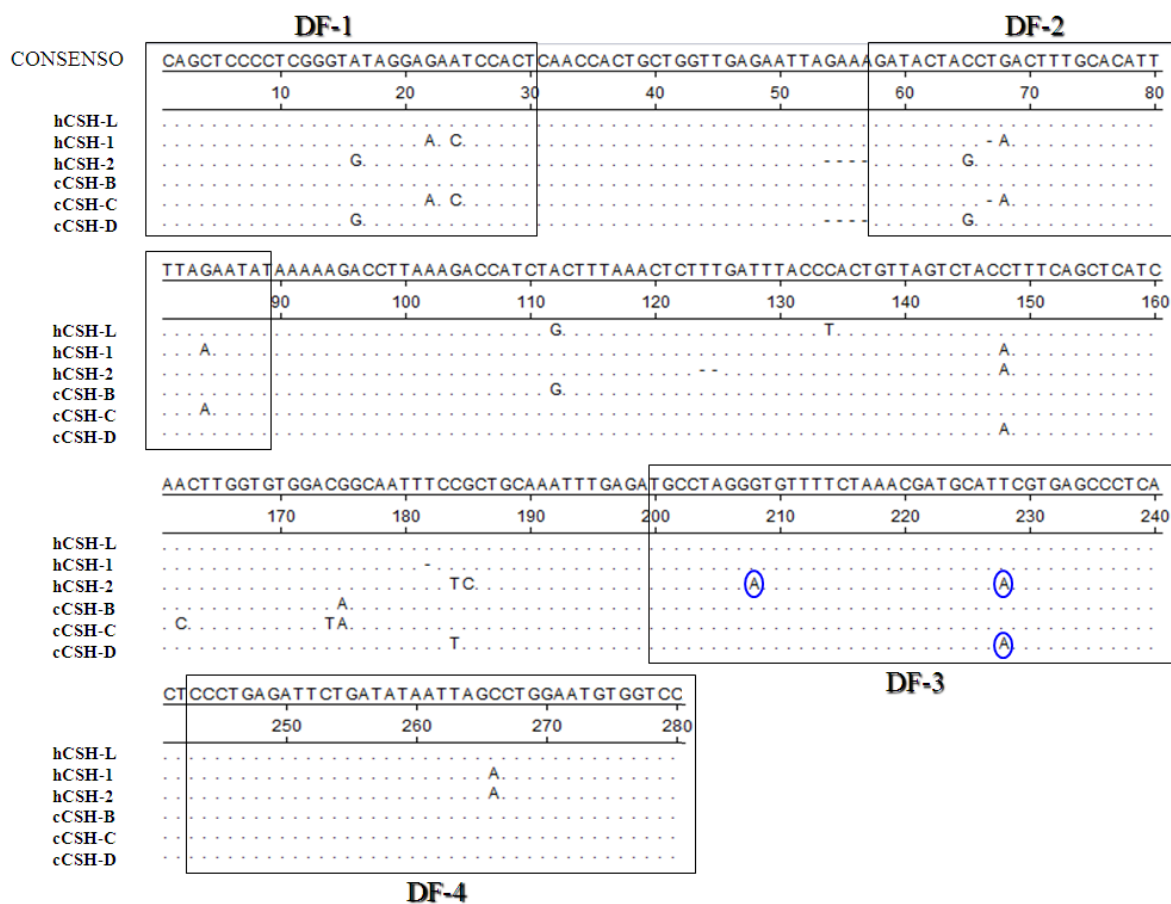 DF-1 DF-2
CONSENSO CAGCTCCCCTCGGGTATAGGAGAATCCACTCAACCACTGCTGGTTGAGAATTAGAAAGATACTACCTGACTTTGCACATT
10 20 30 40 50 60 70 80
hCSH-L
hCSH-1 A . C - A
hCSH-2 G - - - - G
cCSH-B
cCSH-C A . C - A
cCSH-D G - - - - G
TTAGAATATAAAAAGACCTTAAAGACCATCTACTTTAAACTCTTTGATTTACCCACTGTTAGTCTACCTTTCAGCTCATC
90 100 110 120 130 140 150 160
hCSH-L G T
hCSH-1 A A
hCSH-2 - - A
cCSH-B G
cCSH-C A
cCSH-D A
AACTTGGTGTGGACGGCAATTTCCGCTGCAAATTTGAGATGCCTAGGGTGTTTTCTAAACGATGCATTCGTGAGCCCTCA
170 180 190 200 210 220 230 240
hCSH-L
hCSH-1 -
hCSH-2 TC A A
cCSH-B A
cCSH-C C TA
cCSH-D T A
DF-3
CTCCCTGAGATTCTGATATAATTAGCCTGGAATGTGGTCC
250 260 270 280
hCSH-L
hCSH-1 A
hCSH-2 A
cCSH-B
cCSH-C
cCSH-D
DF-4